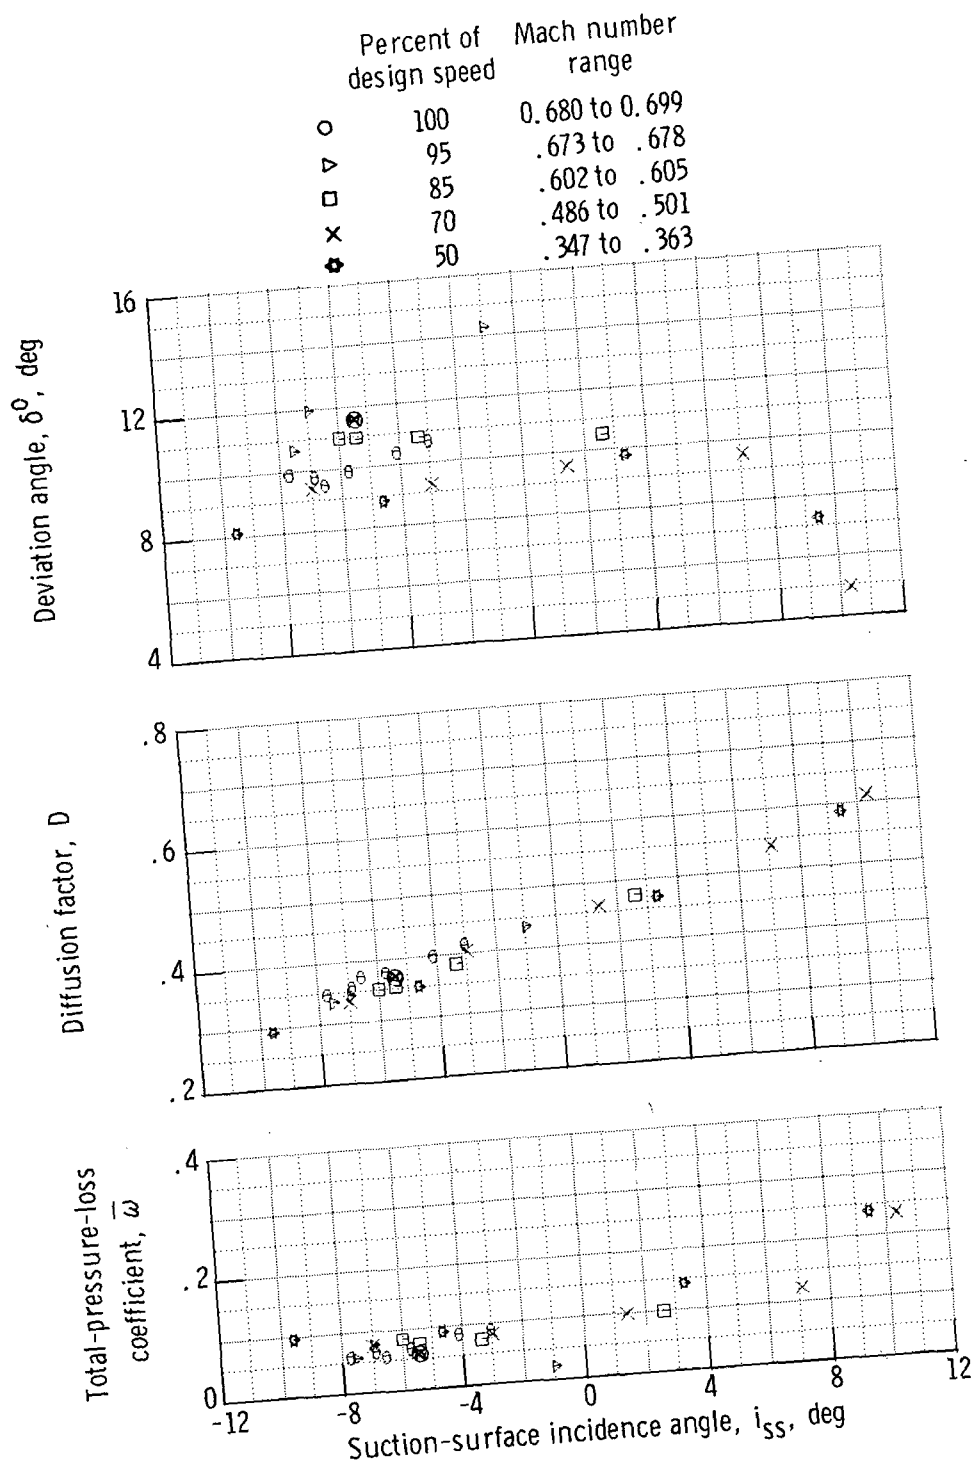 Percent of design speed Mach number range
○ 100 0.680 to 0.699
▷ 95 .673 to .678
□ 85 .602 to .605
× 70 .486 to .501
✿ 50 .347 to .363
16
12
8
4
Deviation angle, δ°, deg
.8
.6
.4
.2
Diffusion factor, D
.4
.2
0
Total-pressure-loss
coefficient, ω̅
-12 -8 -4 0 4 8 12
Suction-surface incidence angle, i_ss, deg